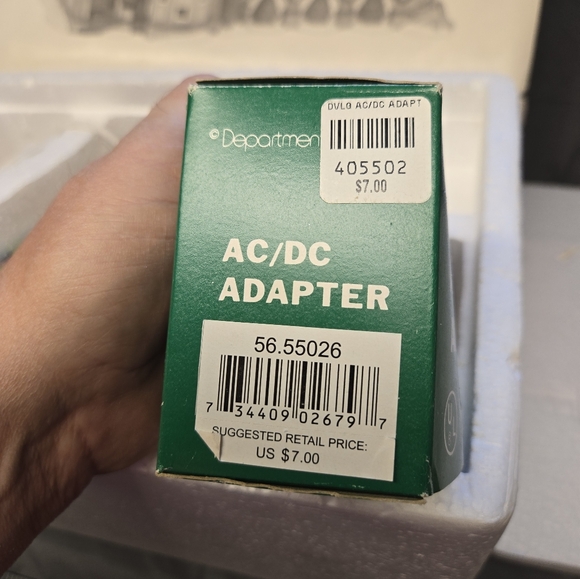 © Departmen
DVLG AC/DC ADAPT
405502
$7.00
AC/DC
ADAPTER
56.55026
7 34409 02679 7
SUGGESTED RETAIL PRICE:
US $7.00